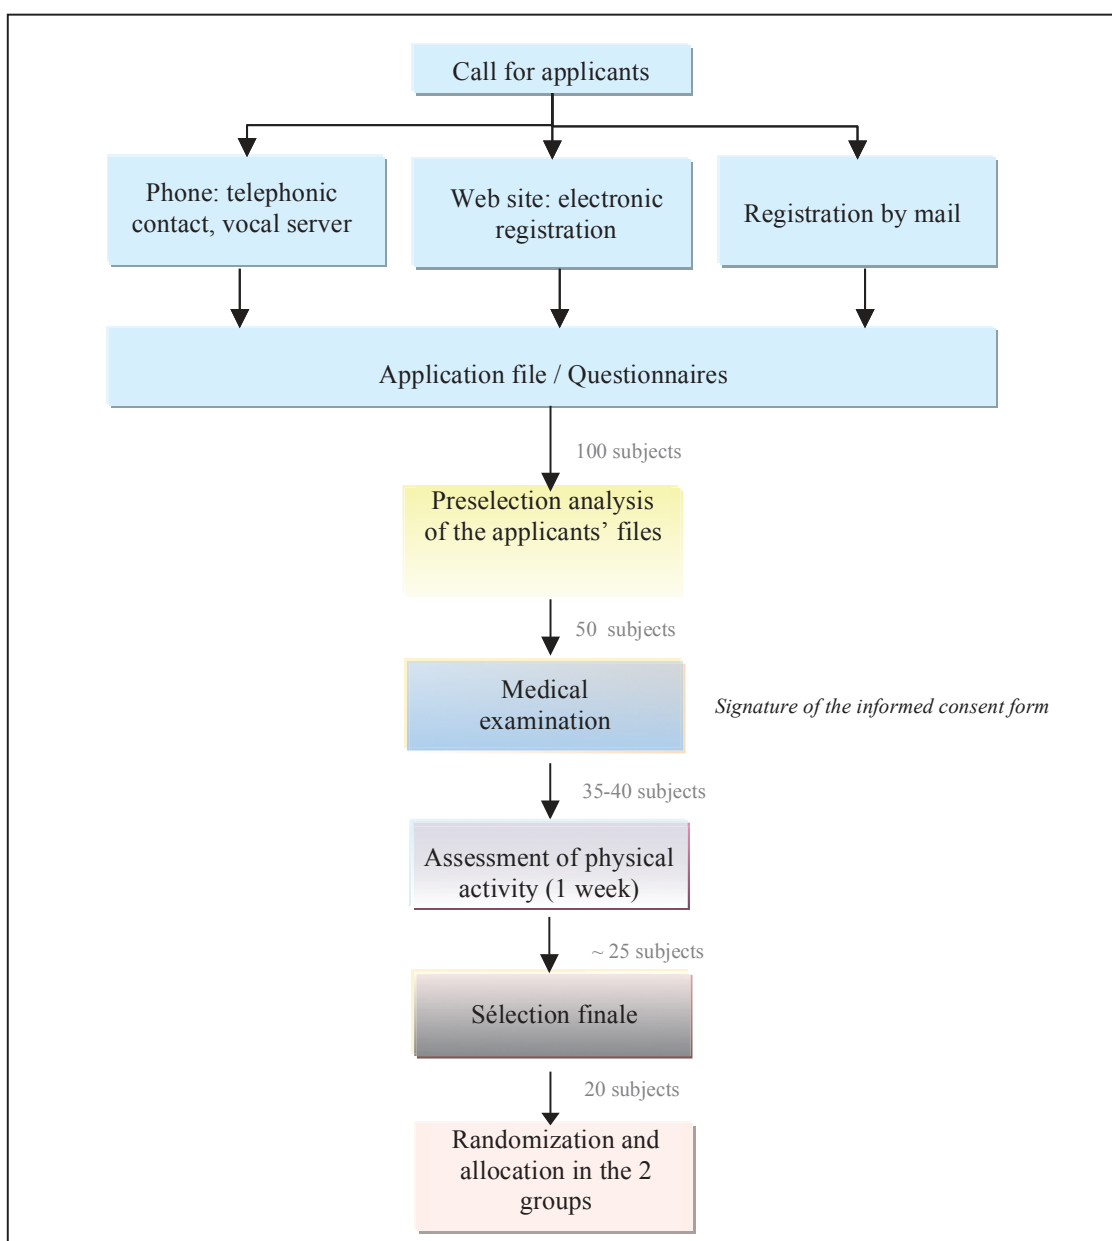 Call for applicants
Phone: telephonic
contact, vocal server
Web site: electronic
registration
Registration by mail
Application file / Questionnaires
100 subjects
Preselection analysis
of the applicants’ files
50  subjects
Medical
examination
Signature of the informed consent form
35-40 subjects
Assessment of physical
activity (1 week)
~ 25 subjects
Sélection finale
20 subjects
Randomization and
allocation in the 2
groups